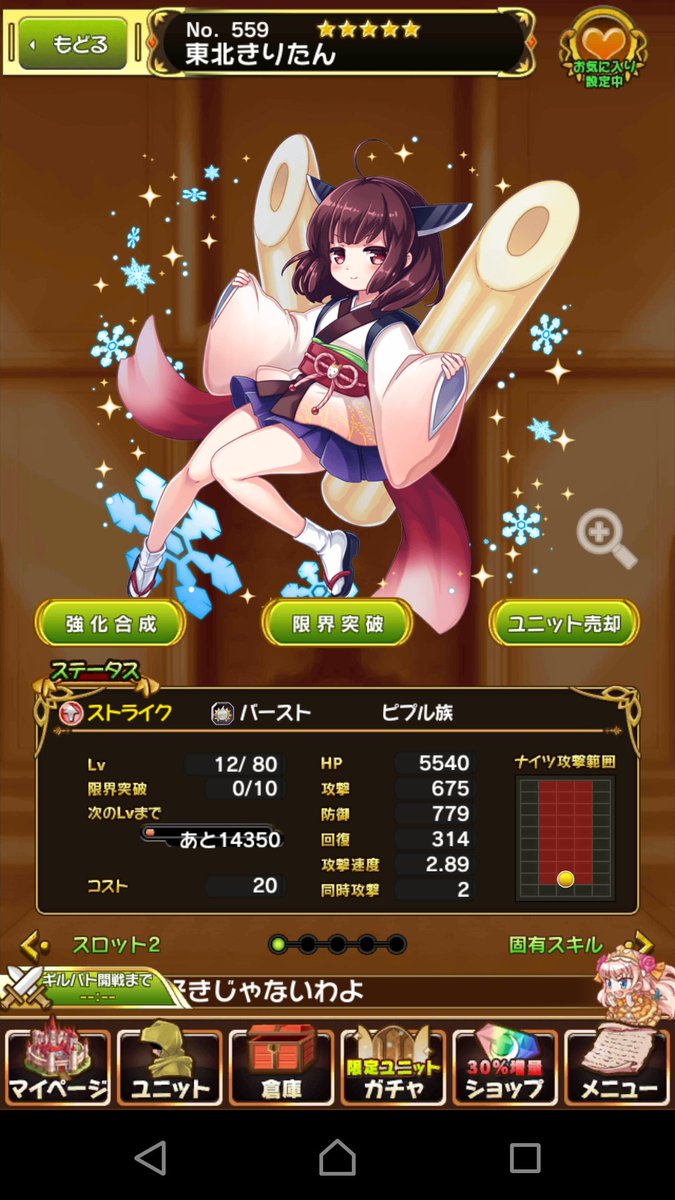 もどる
No. 559 ★★★★★
東北きりたん
お気に入り
設定中
強化合成
限界突破
ユニット売却
ステータス
ストライク バースト ピプル族
Lv 12/ 80
限界突破 0/10
次のLvまで
あと14350
コスト 20
HP 5540
攻撃 675
防御 779
回復 314
攻撃速度 2.89
同時攻撃 2
ナイツ攻撃範囲
スロット2
固有スキル
ギルバト開戦まで
--:--
きじゃないわよ
マイページ
ユニット
倉庫
限定ユニット
ガチャ
30%増量
ショップ
メニュー